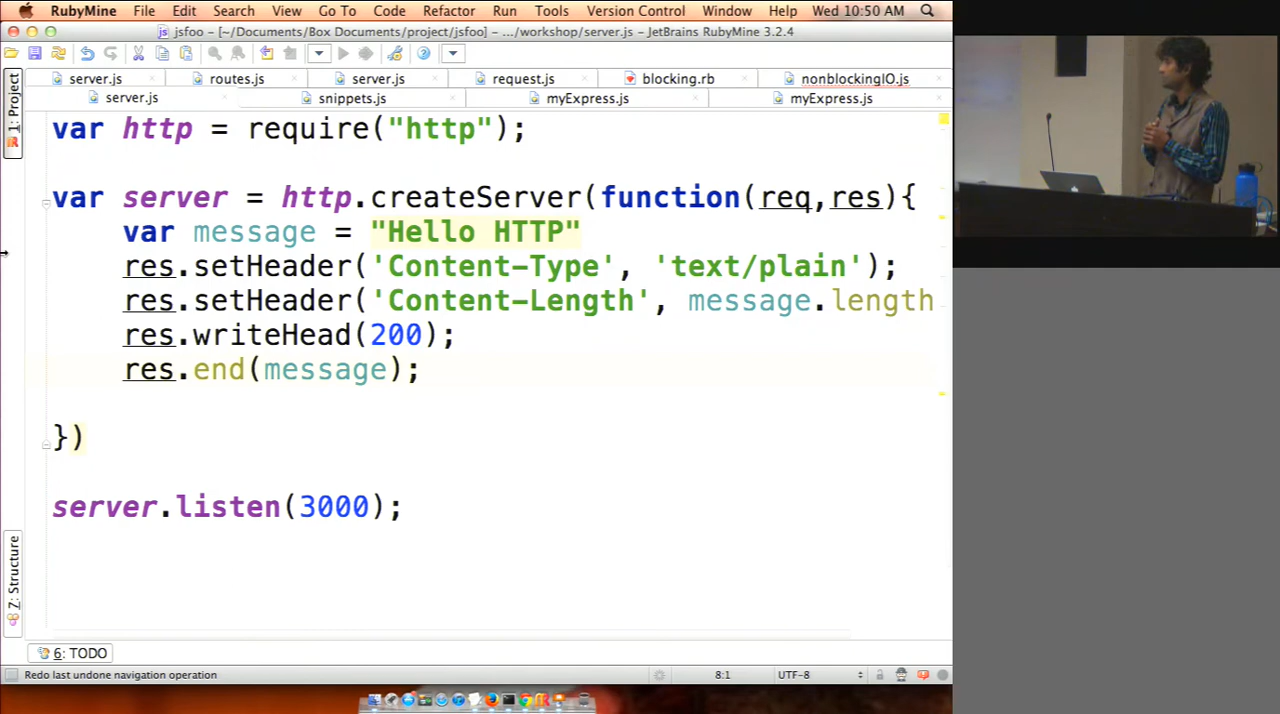 RubyMine File Edit Search View Go To Code Refactor Run Tools Version Control Window Help Wed 10:50 AM
jsfoo - [~/Documents/Box Documents/project/jsfoo] - .../workshop/server.js - JetBrains RubyMine 3.2.4
server.js routes.js server.js request.js blocking.rb nonblockingIO.js
server.js snippets.js myExpress.js myExpress.js
1: Project
var http = require("http");
var server = http.createServer(function(req,res){
var message = "Hello HTTP"
res.setHeader('Content-Type', 'text/plain');
res.setHeader('Content-Length', message.length
res.writeHead(200);
res.end(message);
})
server.listen(3000);
7: Structure
6: TODO
Redo last undone navigation operation 8:1 UTF-8